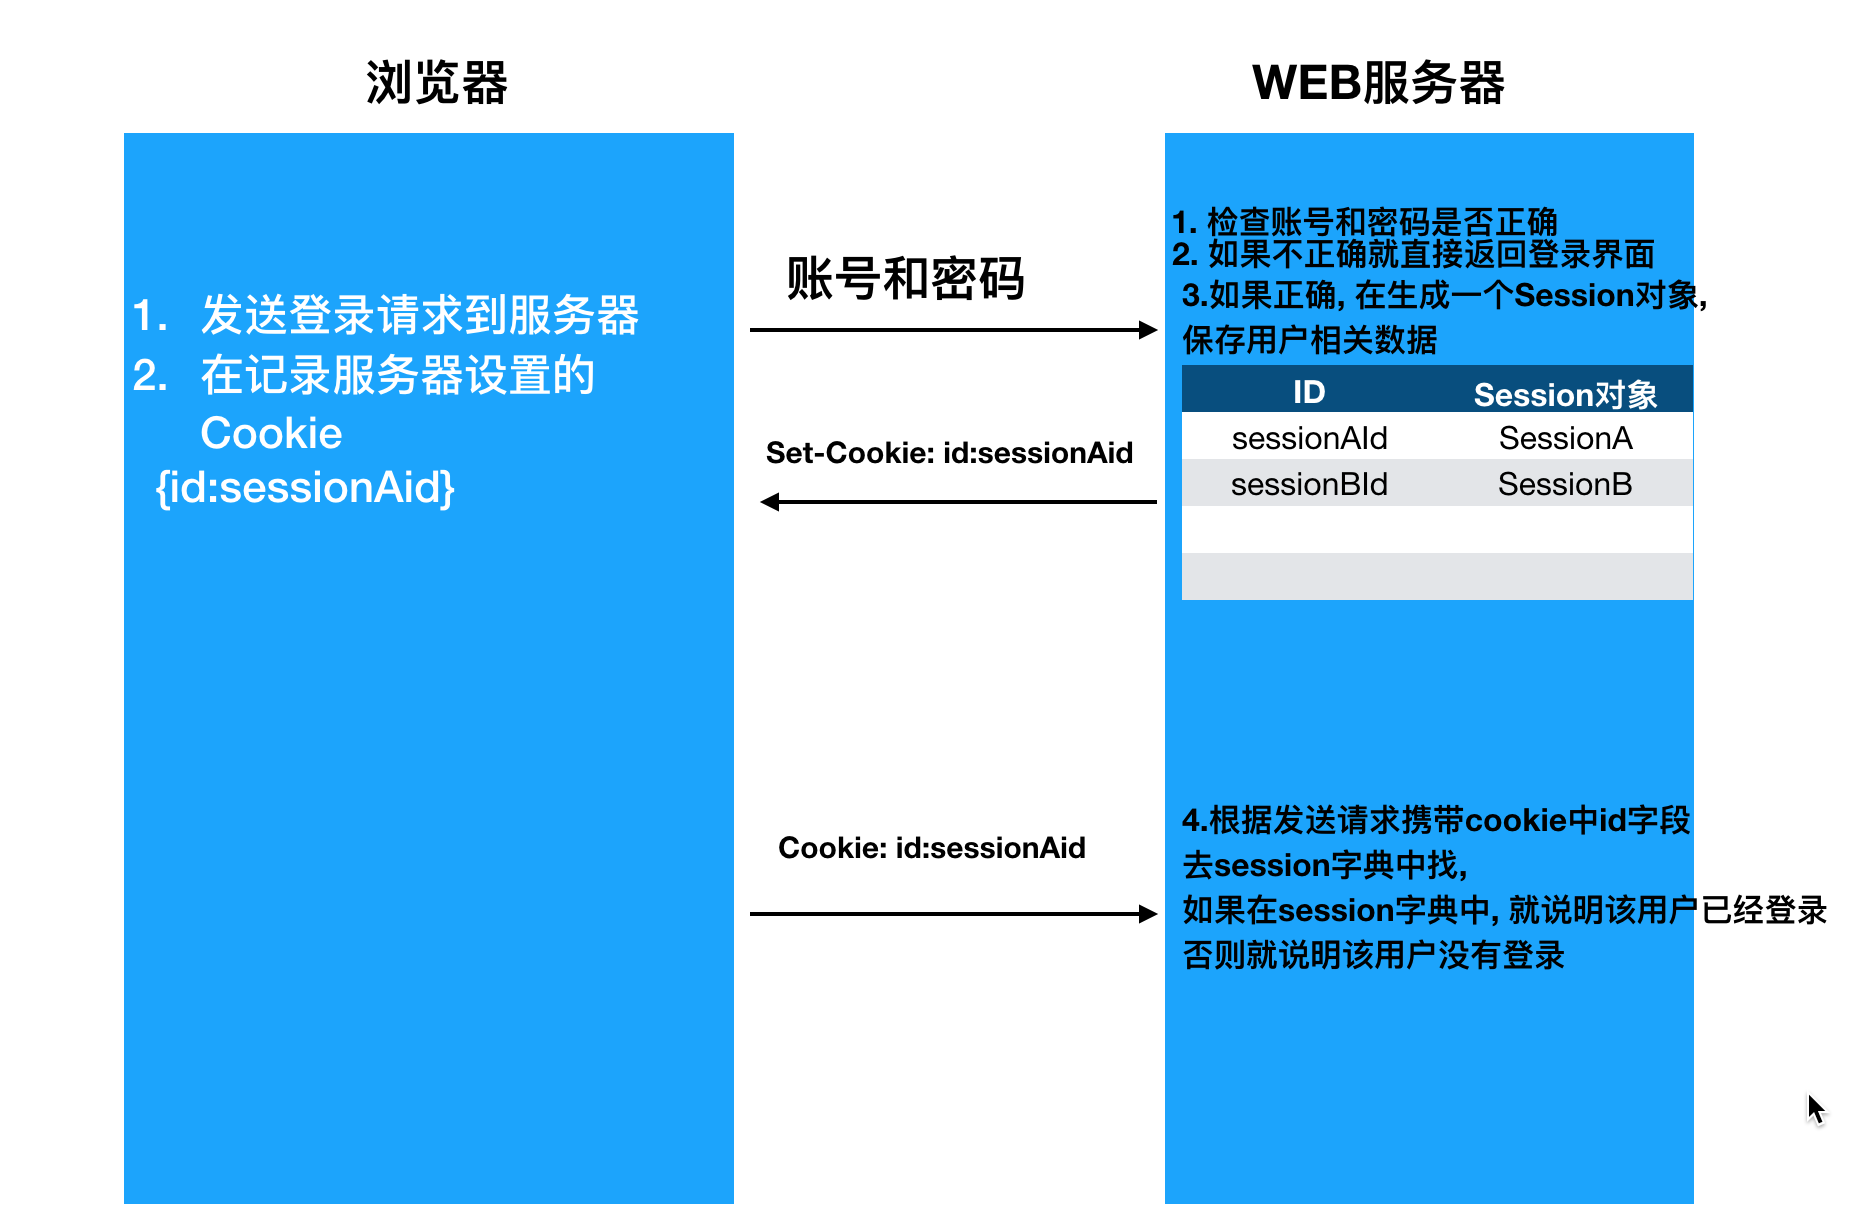 浏览器
WEB服务器
1. 发送登录请求到服务器
2. 在记录服务器设置的
Cookie
{id:sessionAid}
账号和密码
Set-Cookie: id:sessionAid
Cookie: id:sessionAid
1. 检查账号和密码是否正确
2. 如果不正确就直接返回登录界面
3.如果正确, 在生成一个Session对象,
保存用户相关数据
ID Session对象
sessionAId SessionA
sessionBId SessionB
4.根据发送请求携带cookie中id字段
去session字典中找,
如果在session字典中, 就说明该用户已经登录
否则就说明该用户没有登录